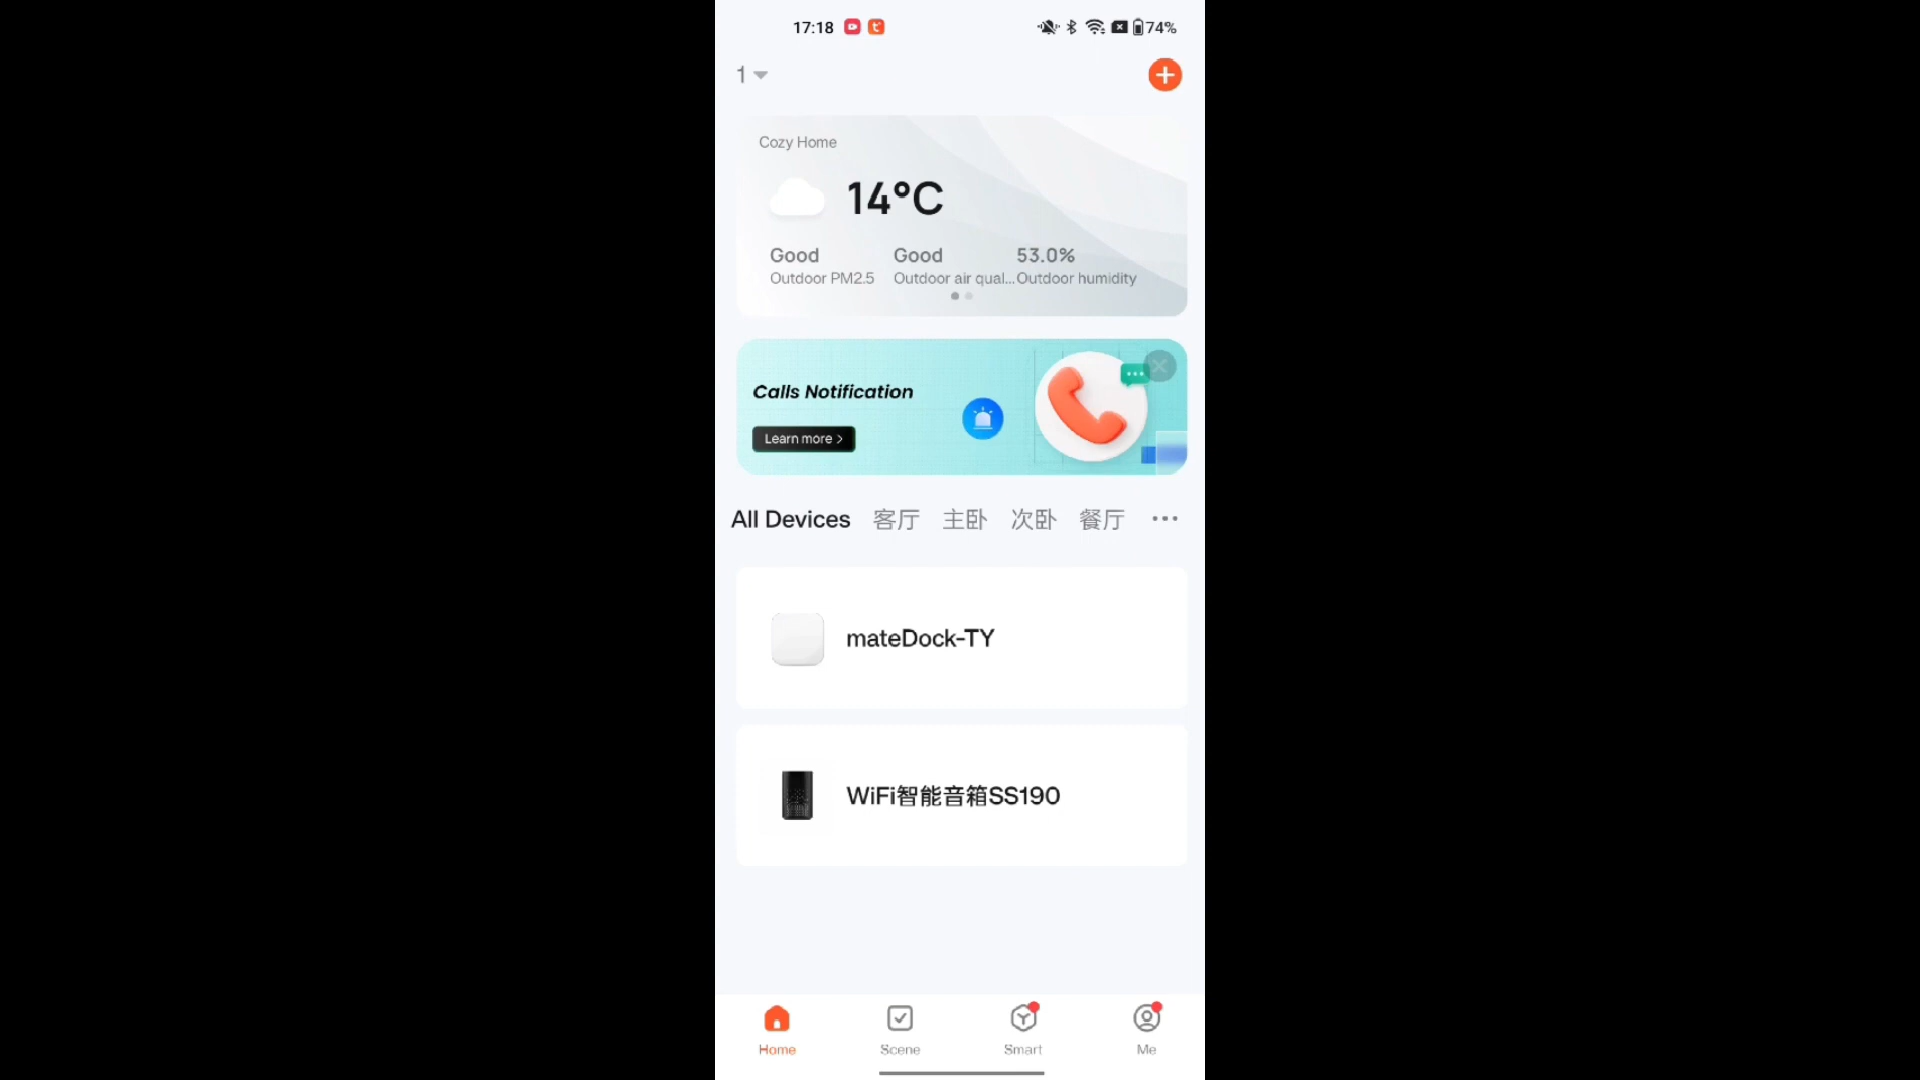 17:18 74%
1
Cozy Home
14°C
Good Good 53.0%
Outdoor PM2.5 Outdoor air qual... Outdoor humidity
Calls Notification
Learn more >
All Devices 客厅 主卧 次卧 餐厅 ...
mateDock-TY
WiFi智能音箱SS190
Home Scene Smart Me